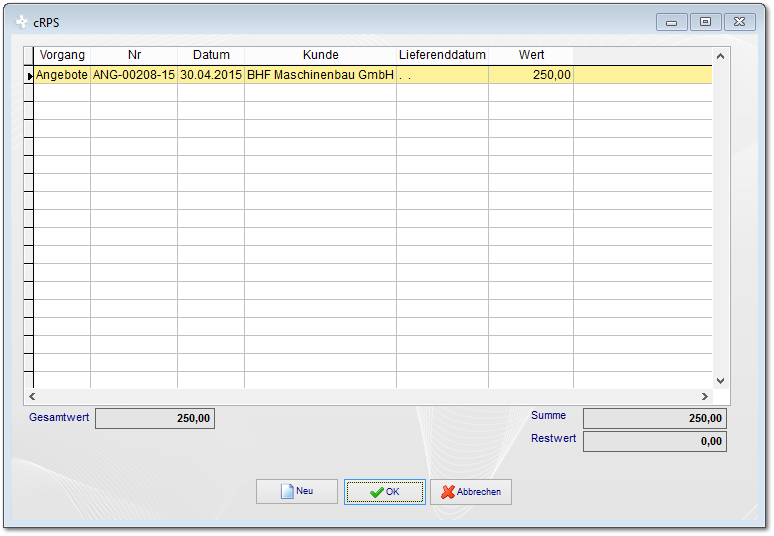 cRPS
Vorgang Nr Datum Kunde Lieferenddatum Wert
Angebote ANG-00208-15 30.04.2015 BHF Maschinenbau GmbH . . 250,00
Gesamtwert 250,00 Summe 250,00
Restwert 0,00
Neu OK Abbrechen